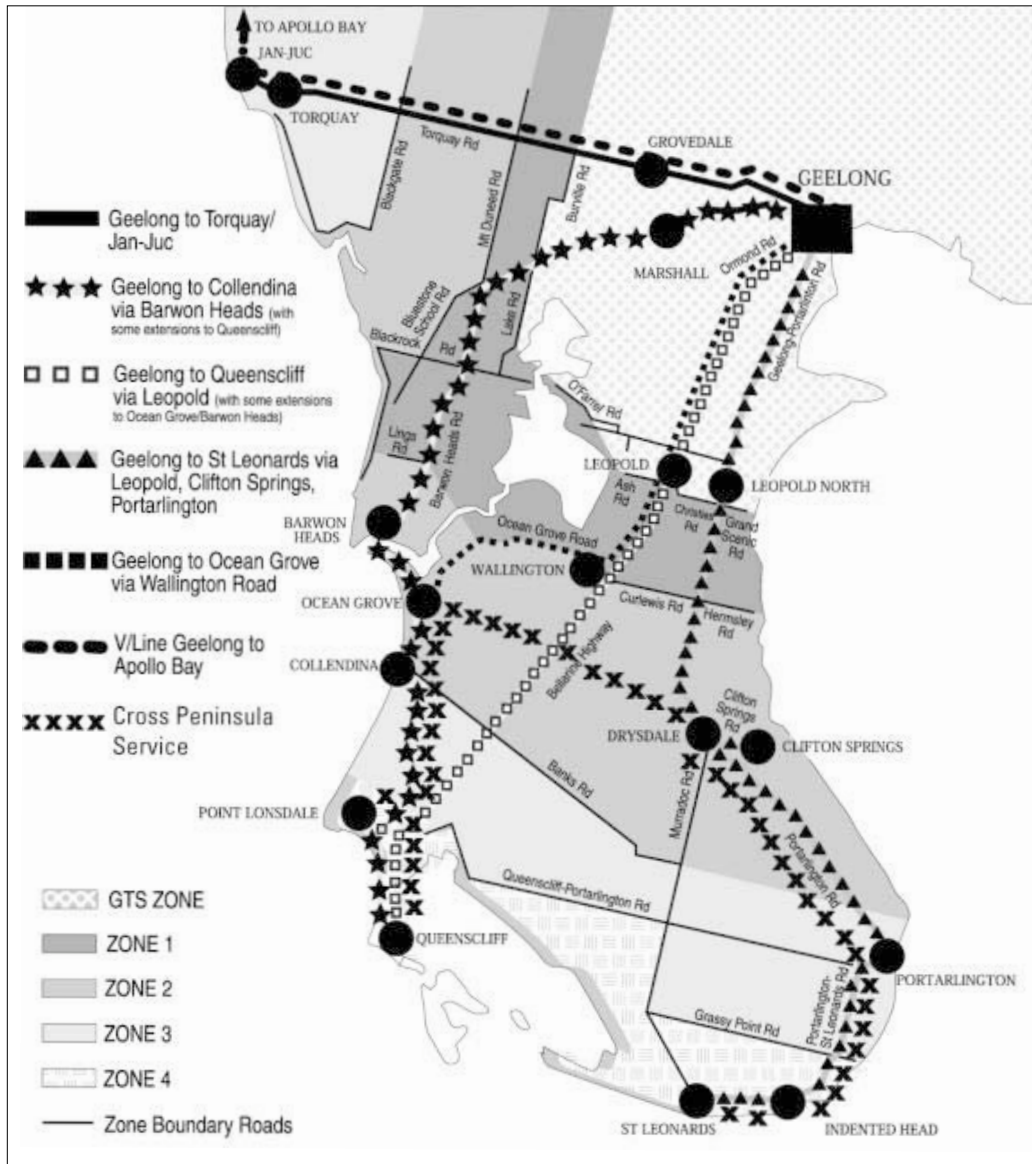 TO APOLLO BAY
JAN-JUC
TORQUAY
Torquay Rd
GROVEDALE
GEELONG
Blackgate Rd
Mt Duneed Rd
Burville Rd
MARSHALL
Ormond Rd
Geelong-Portarlinton Rd
Geelong to Torquay/
Jan-Juc
Geelong to Collendina
via Barwon Heads (with
some extensions to Queenscliff)
Geelong to Queenscliff
via Leopold (with some extensions
to Ocean Grove/Barwon Heads)
Geelong to St Leonards via
Leopold, Clifton Springs,
Portarlington
Geelong to Ocean Grove
via Wallington Road
V/Line Geelong to
Apollo Bay
Cross Peninsula
Service
Bluestone
School Rd
Lake Rd
Blackrock Rd
O'Farrel Rd
Lings
Rd
Barwon Heads Rd
LEOPOLD
LEOPOLD NORTH
Ash
Rd
Christies
Rd
Grand
Scenic
Rd
BARWON
HEADS
Ocean Grove Road
WALLINGTON
OCEAN GROVE
Curlewis Rd
Hermsley
Rd
COLLENDINA
Bellarine Highway
Clifton
Springs
Rd
DRYSDALE
CLIFTON SPRINGS
Banks Rd
Murradoc Rd
POINT LONSDALE
Portarlington Rd
Queenscliff-Portarlington Rd
QUEENSCLIFF
PORTARLINGTON
Portarlington-
St Leonards Rd
Grassy Point Rd
ST LEONARDS
INDENTED HEAD
GTS ZONE
ZONE 1
ZONE 2
ZONE 3
ZONE 4
Zone Boundary Roads